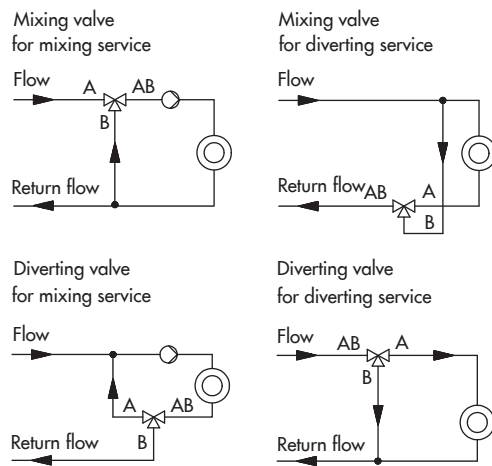 Mixing valve
for mixing service
Flow
A
AB
B
Return flow
Mixing valve
for diverting service
Flow
Return flow
AB
A
B
Diverting valve
for mixing service
Flow
A
AB
B
Return flow
Diverting valve
for diverting service
Flow
AB
A
B
Return flow